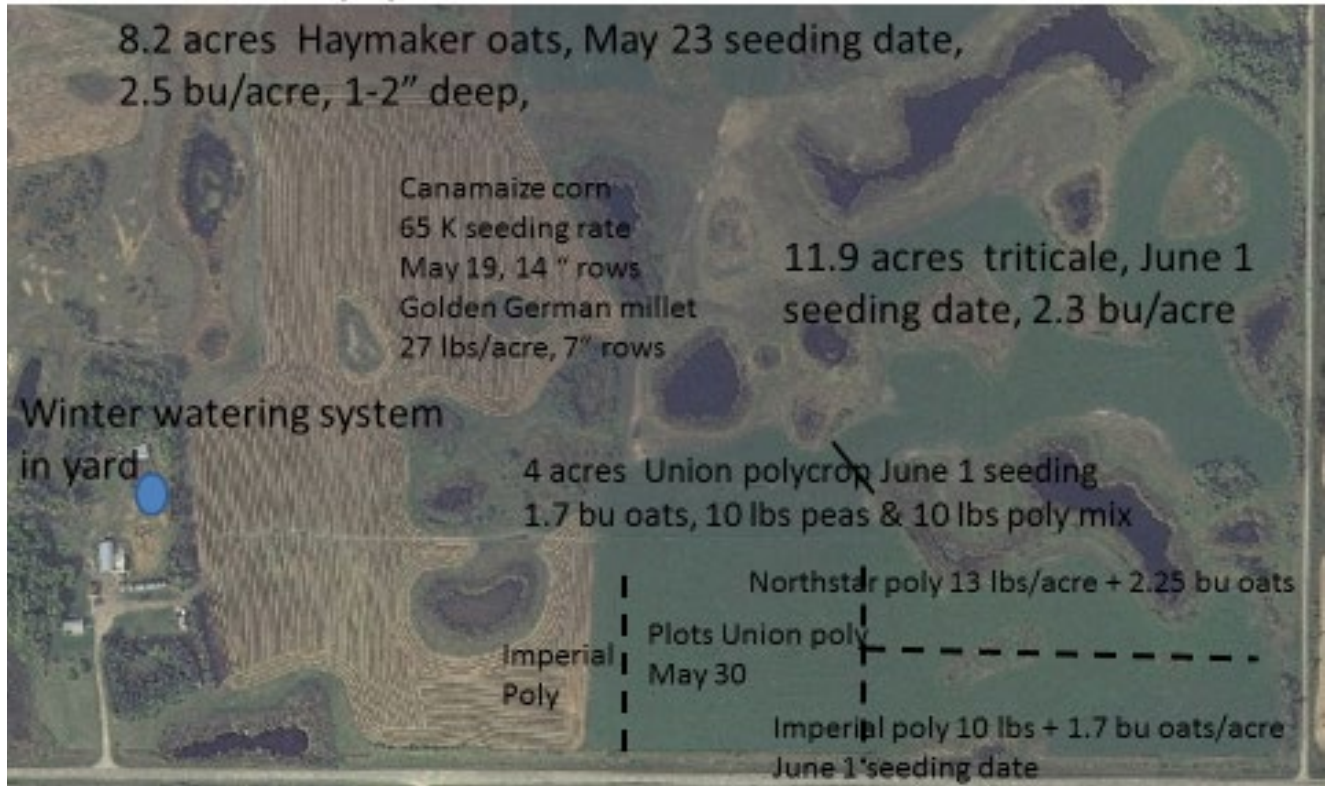 8.2 acres Haymaker oats, May 23 seeding date,
2.5 bu/acre, 1-2” deep,
Canamaize corn
65 K seeding rate
May 19, 14 “ rows
Golden German millet
27 lbs/acre, 7” rows
11.9 acres triticale, June 1
seeding date, 2.3 bu/acre
Winter watering system
in yard
4 acres Union polycrop June 1 seeding
1.7 bu oats, 10 lbs peas & 10 lbs poly mix
Northstar poly 13 lbs/acre + 2.25 bu oats
Imperial
Poly
Plots Union poly
May 30
Imperial poly 10 lbs + 1.7 bu oats/acre
June 1 seeding date